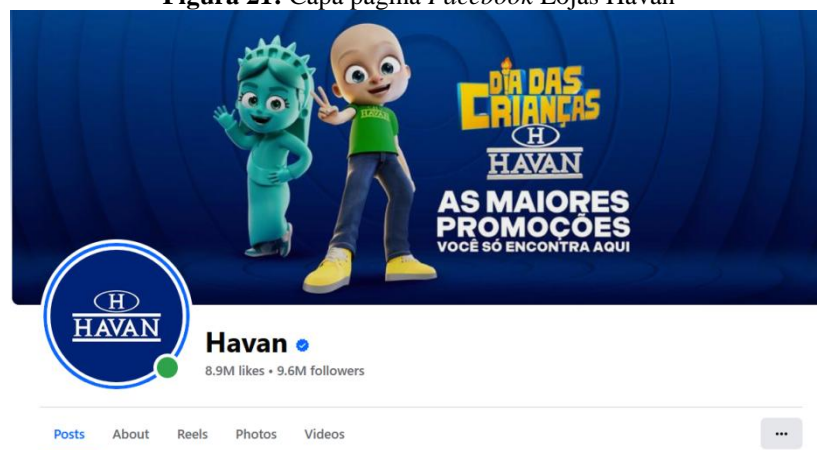 Figura 21: Capa página Facebook Lojas Havan
DIA DAS
CRIANÇAS
H
HAVAN
AS MAIORES
PROMOÇÕES
VOCÊ SÓ ENCONTRA AQUI
HAVAN
H
HAVAN
Havan
8.9M likes • 9.6M followers
Posts About Reels Photos Videos
...